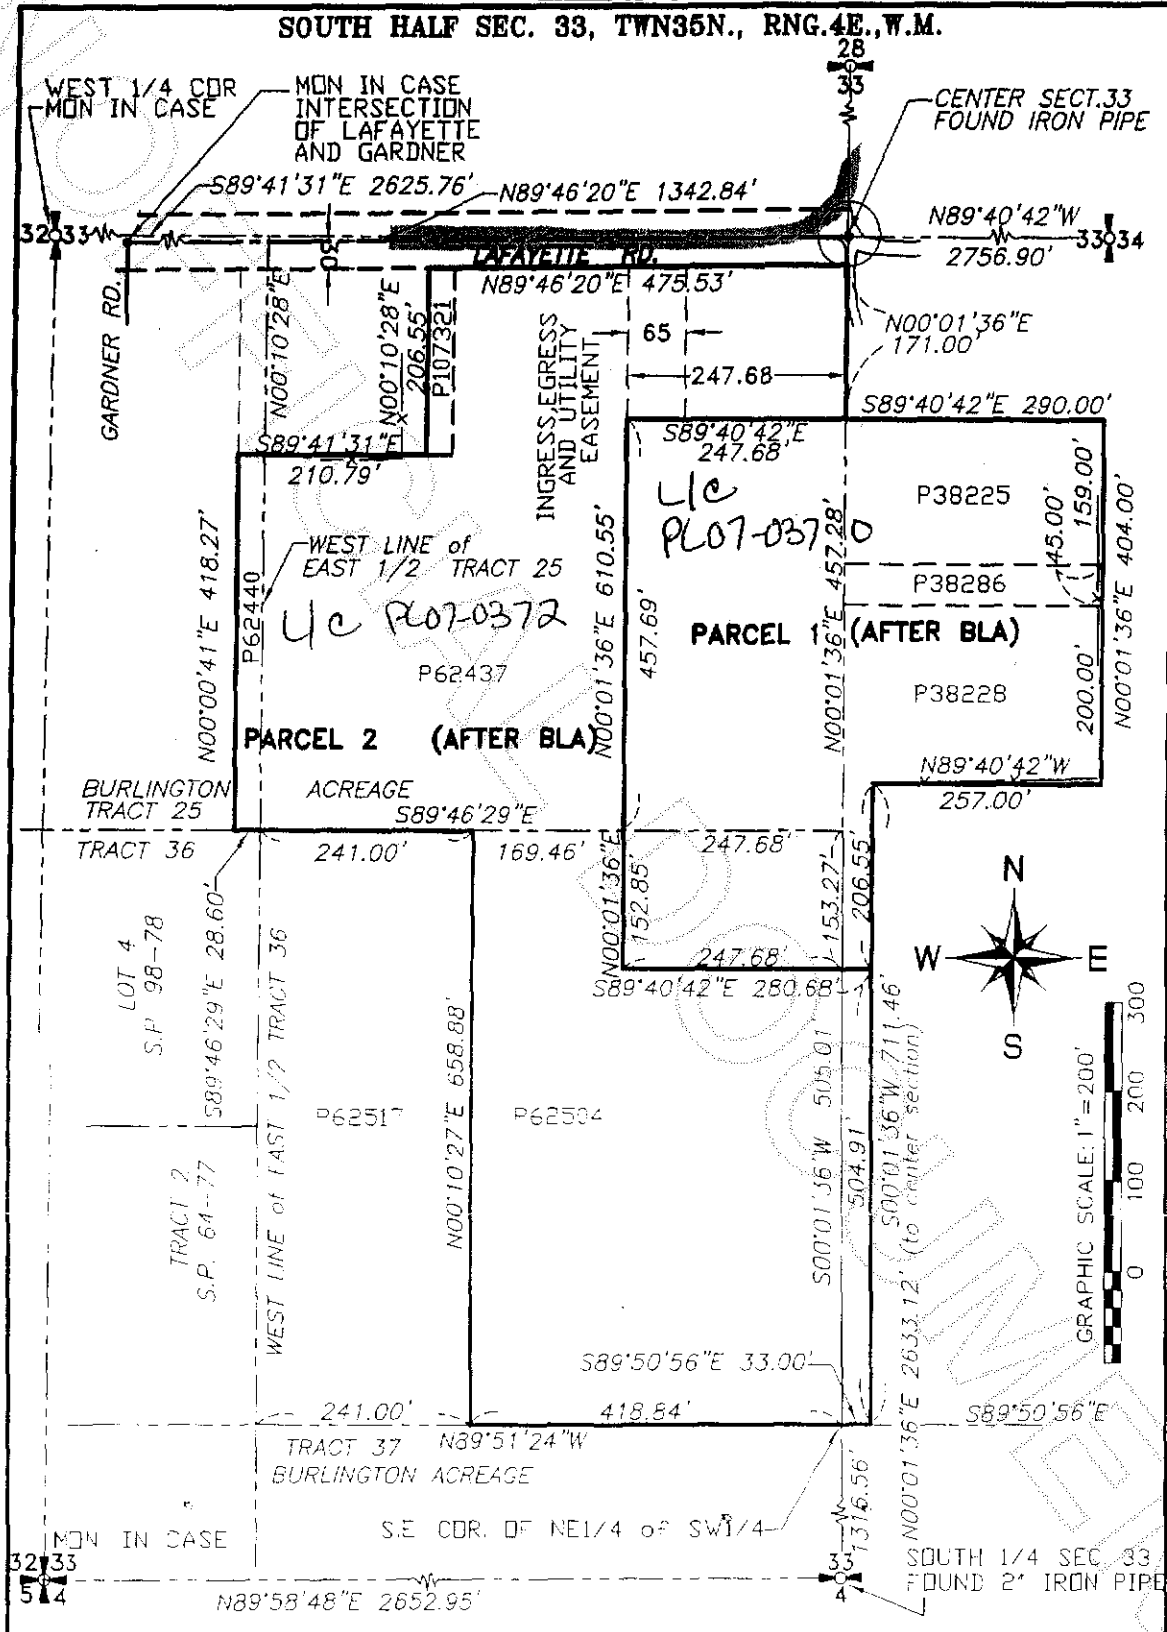 SOUTH HALF SEC. 33, TWN35N., RNG.4E.,W.M.
28
33
WEST 1/4 COR
MON IN CASE
MON IN CASE
INTERSECTION
OF LAFAYETTE
AND GARDNER
CENTER SECT.33
FOUND IRON PIPE
S89°41'31"E 2625.76'
N89°46'20"E 1342.84'
N89°40'42"W
2756.90'
32 33
33 34
30
LAFAYETTE RD.
N89°46'20"E 475.53'
GARDNER RD.
N00°10'28"E
N00°10'28"E
206.55'
P107321
INGRESS,EGRESS
AND UTILITY
EASEMENT
65
247.68
N00°01'36"E
171.00'
S89°40'42"E 290.00'
S89°41'31"E
210.79'
S89°40'42"E
247.68'
L/C
PL07-0370
P38225
45.00'
159.00'
N00°01'36"E 404.00'
N00°00'41"E 418.27'
P62440
WEST LINE of
EAST 1/2 TRACT 25
L/C PL07-0372
P62437
N00°01'36"E 610.55'
457.69'
N00°01'36"E 457.28'
P38286
PARCEL 1 (AFTER BLA)
P38228
200.00'
PARCEL 2 (AFTER BLA)
N89°40'42"W
257.00'
BURLINGTON ACREAGE
TRACT 25
S89°46'29"E
TRACT 36
241.00'
169.46'
247.68'
N00°01'36"E
152.85'
153.27'
206.55'
S89°46'29"E 28.60'
LOT 4
S.P. 98-78
247.68'
S89°40'42"E 280.68'
N
W
E
S
WEST LINE of EAST 1/2 TRACT 36
P62517
N00°10'27"E 658.88'
P62504
S00°01'36"W 505.01'
504.91'
S00°01'36"W 711.46'
N00°01'36"E 2633.12' (to center section)
GRAPHIC SCALE: 1"=200'
0 100 200 300
TRACT 2
S.P. 64-77
S89°50'56"E 33.00'
241.00'
418.84'
S89°50'56"E
TRACT 37
N89°51'24"W
BURLINGTON ACREAGE
1316.56'
MON IN CASE
S.E COR. OF NE1/4 of SW1/4
32 33
5 4
33
4
SOUTH 1/4 SEC 33
FOUND 2" IRON PIPE
N89°58'48"E 2652.95'
UNOFFICIAL DOCUMENT